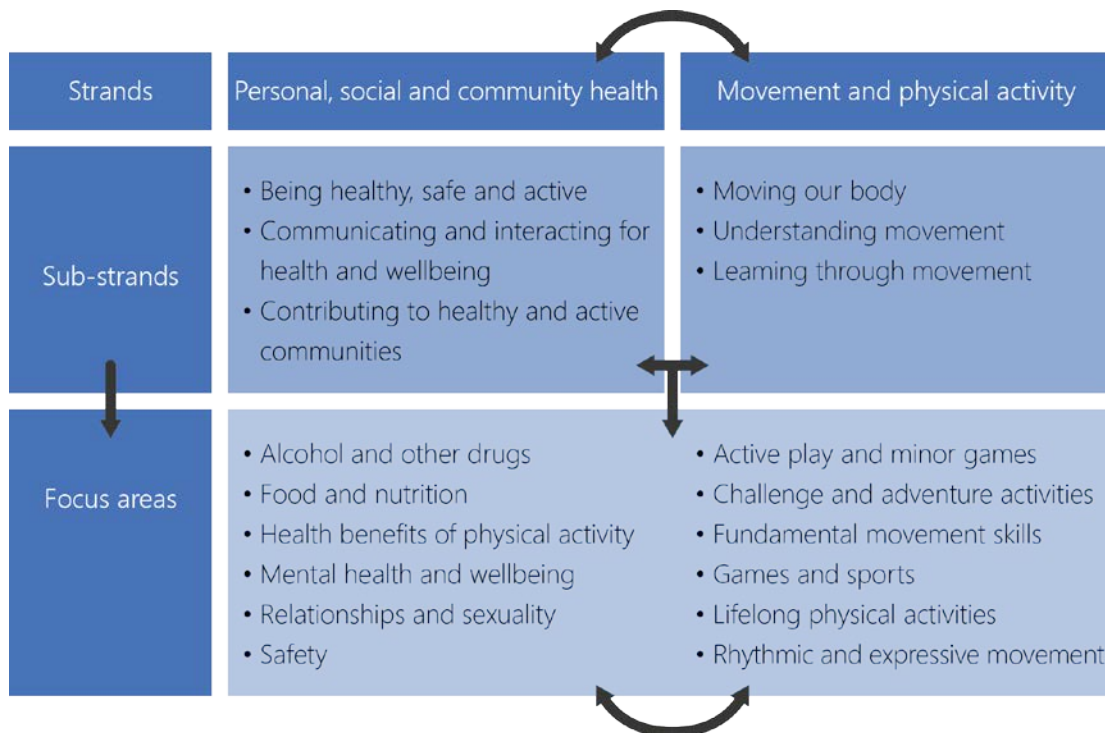 Strands
Personal, social and community health
Movement and physical activity
Sub-strands
• Being healthy, safe and active
• Communicating and interacting for
health and wellbeing
• Contributing to healthy and active
communities
• Moving our body
• Understanding movement
• Learning through movement
Focus areas
• Alcohol and other drugs
• Food and nutrition
• Health benefits of physical activity
• Mental health and wellbeing
• Relationships and sexuality
• Safety
• Active play and minor games
• Challenge and adventure activities
• Fundamental movement skills
• Games and sports
• Lifelong physical activities
• Rhythmic and expressive movement